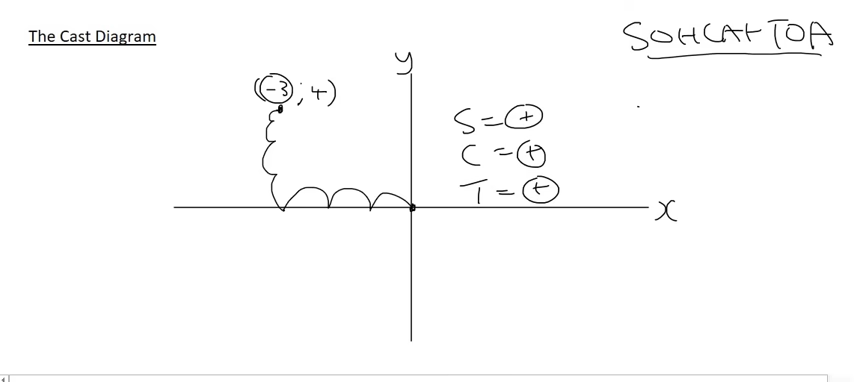 The Cast Diagram
SOHCAHTOA
y
(-3 ; 4)
S = +
C = +
T = +
x